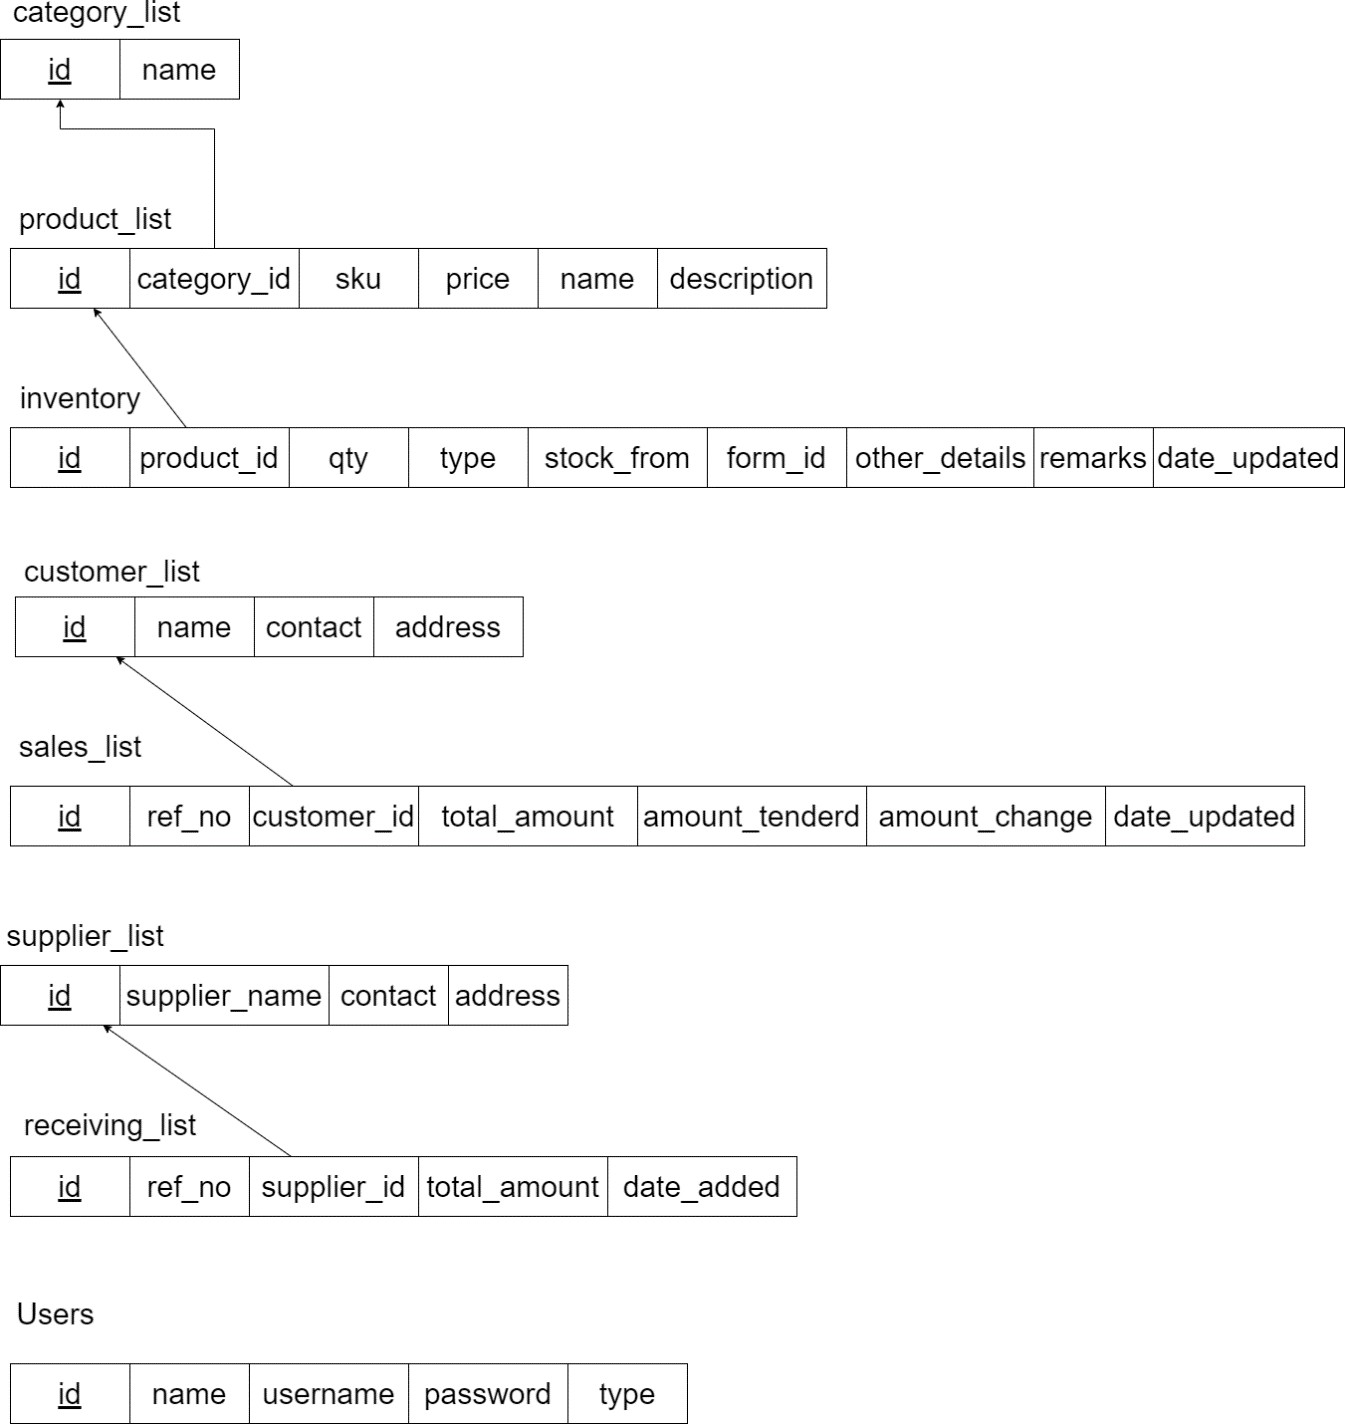 category_list
id name
product_list
id category_id sku price name description
inventory
id product_id qty type stock_from form_id other_details remarks date_updated
customer_list
id name contact address
sales_list
id ref_no customer_id total_amount amount_tenderd amount_change date_updated
supplier_list
id supplier_name contact address
receiving_list
id ref_no supplier_id total_amount date_added
Users
id name username password type